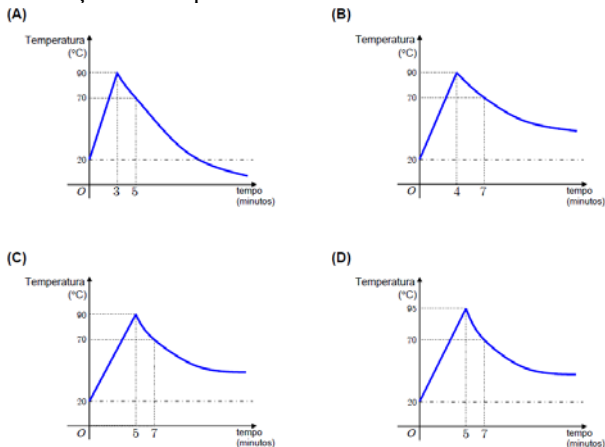 (A)
Temperatura
(°C)
90
70
20
O
3
5
tempo
(minutos)
(B)
Temperatura
(°C)
90
70
20
O
4
7
tempo
(minutos)
(C)
Temperatura
(°C)
90
70
20
O
5
7
tempo
(minutos)
(D)
Temperatura
(°C)
95
70
20
O
5
7
tempo
(minutos)